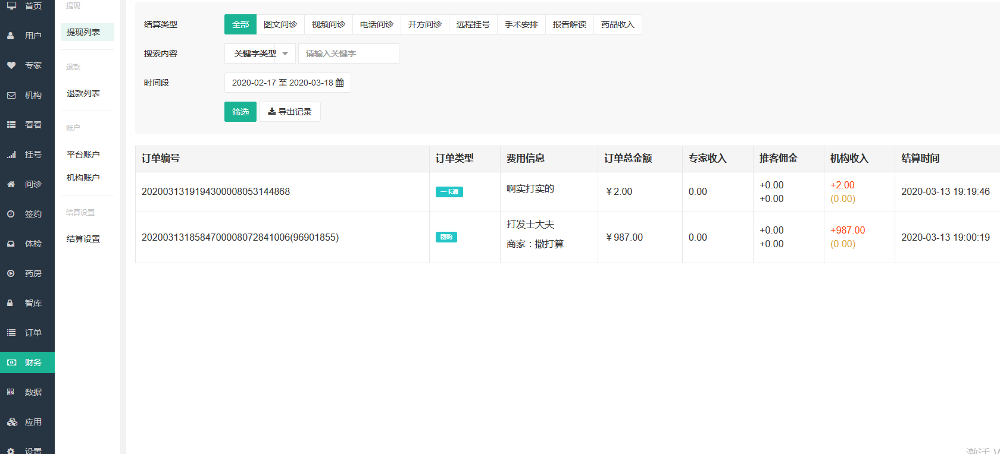 首页
用户
专家
机构
看看
挂号
问诊
签约
体检
药房
智库
订单
财务
数据
应用
设置
提现
提现列表
退款
退款列表
账户
平台账户
机构账户
结算设置
结算设置
结算类型 全部 图文问诊 视频问诊 电话问诊 开方问诊 远程挂号 手术安排 报告解读 药品收入
搜索内容 关键字类型 请输入关键字
时间段 2020-02-17 至 2020-03-18
筛选 导出记录
订单编号 订单类型 费用信息 订单总金额 专家收入 推客佣金 机构收入 结算时间
2020031319194300008053144868 一卡通 啊实打实的 ¥2.00 0.00 +0.00 +2.00 2020-03-13 19:19:46
+0.00 (0.00)
2020031318584700008072841006(96901855) 团购 打发士大夫 ¥987.00 0.00 +0.00 +987.00 2020-03-13 19:00:19
商家：撒打算 +0.00 (0.00)
激活 W